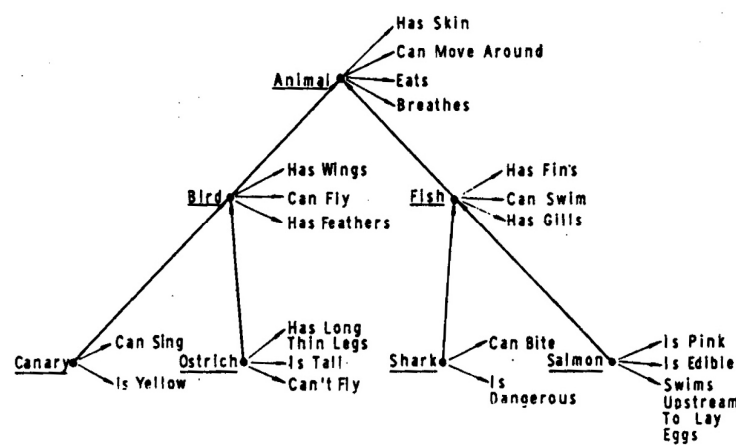 Has Skin
Can Move Around
Animal
Eats
Breathes
Has Wings
Bird
Can Fly
Has Feathers
Has Fin's
Fish
Can Swim
Has Gills
Canary
Can Sing
Is Yellow
Ostrich
Has Long
Thin Legs
Is Tall
Can't Fly
Shark
Can Bite
Is
Dangerous
Salmon
Is Pink
Is Edible
Swims
Upstream
To Lay
Eggs